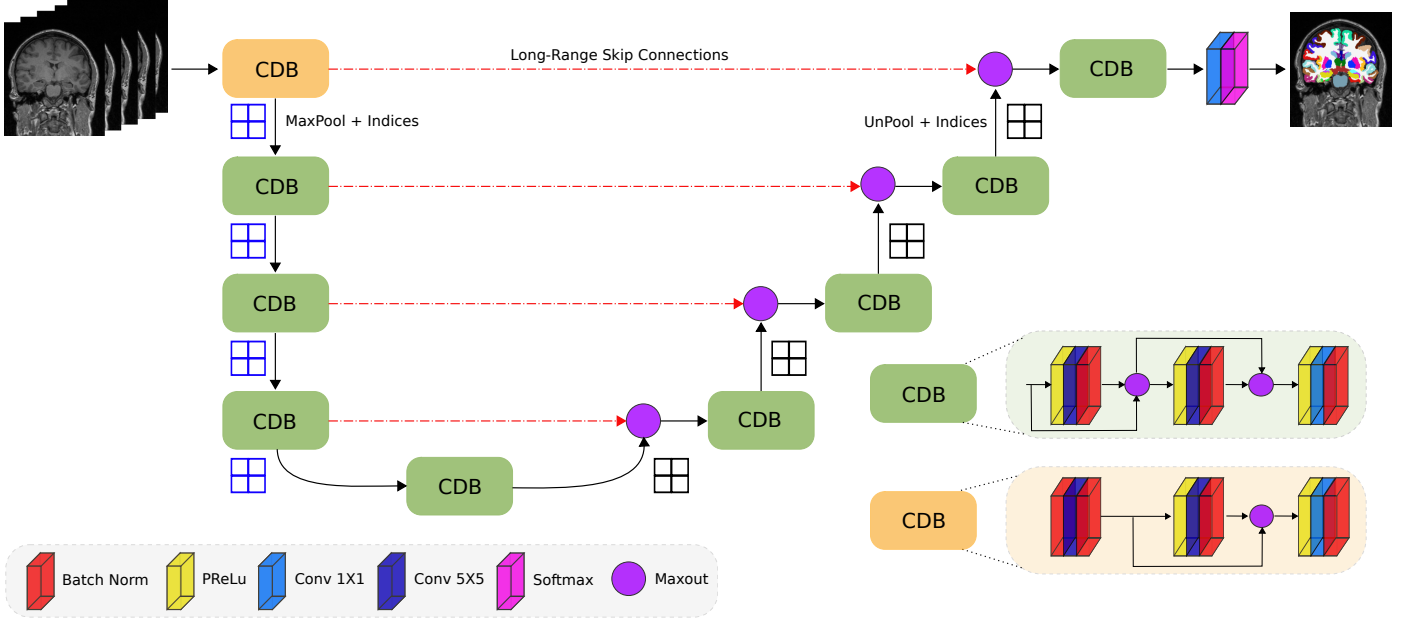 CDB
Long-Range Skip Connections
CDB
MaxPool + Indices
UnPool + Indices
CDB
CDB
CDB
CDB
CDB
CDB
CDB
CDB
CDB
CDB
Batch Norm
PReLu
Conv 1X1
Conv 5X5
Softmax
Maxout